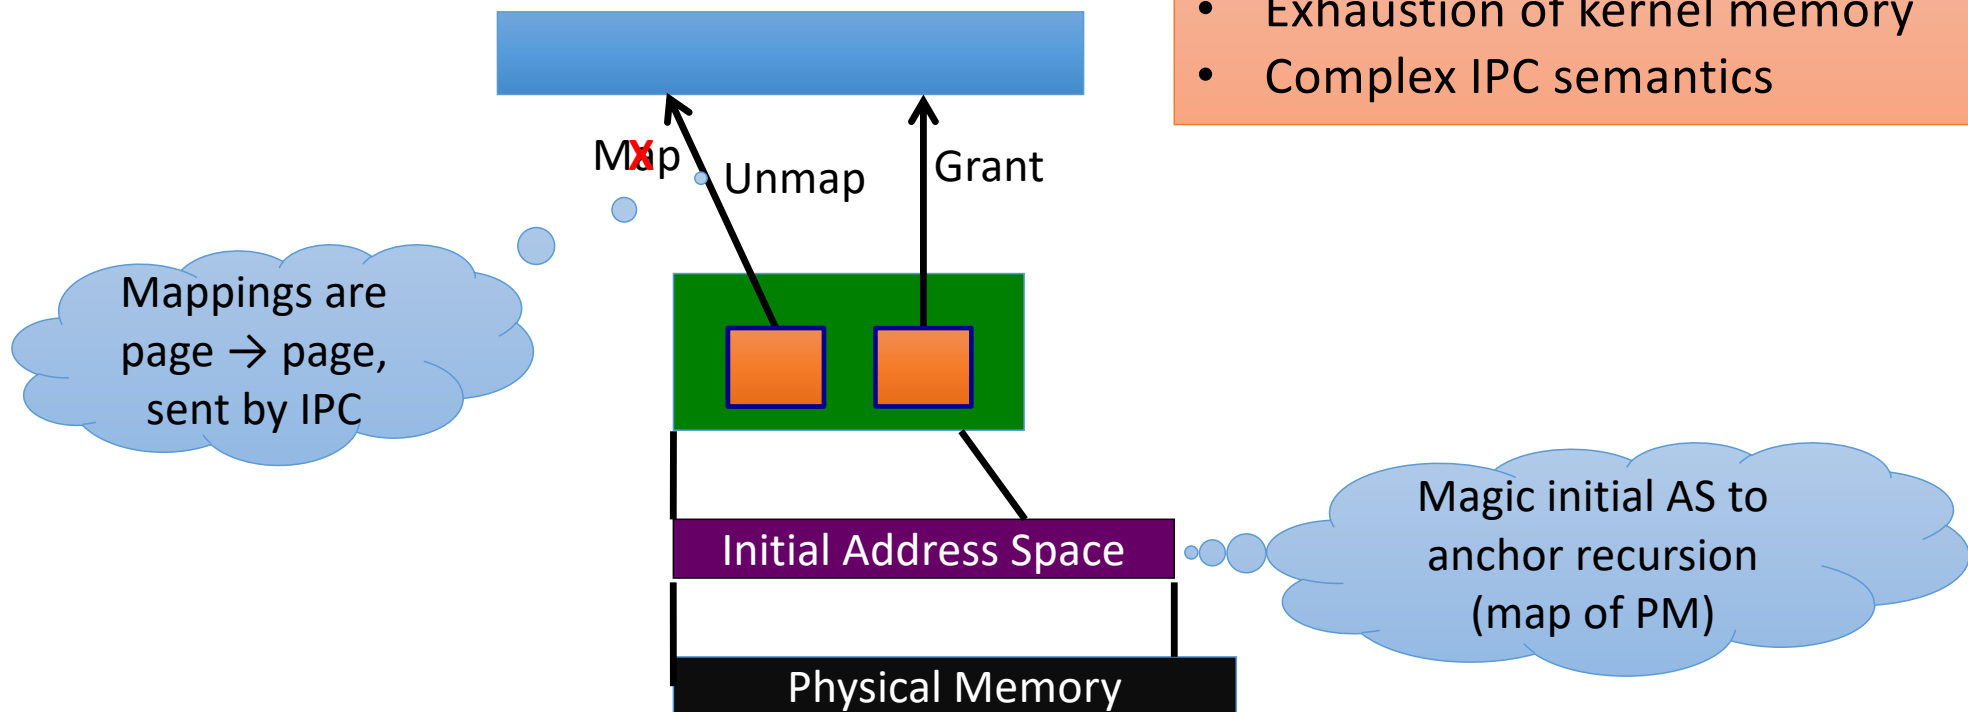 • Exhaustion of kernel memory
• Complex IPC semantics
Map
X
Unmap
Grant
Mappings are
page → page,
sent by IPC
Magic initial AS to
anchor recursion
(map of PM)
Initial Address Space
Physical Memory